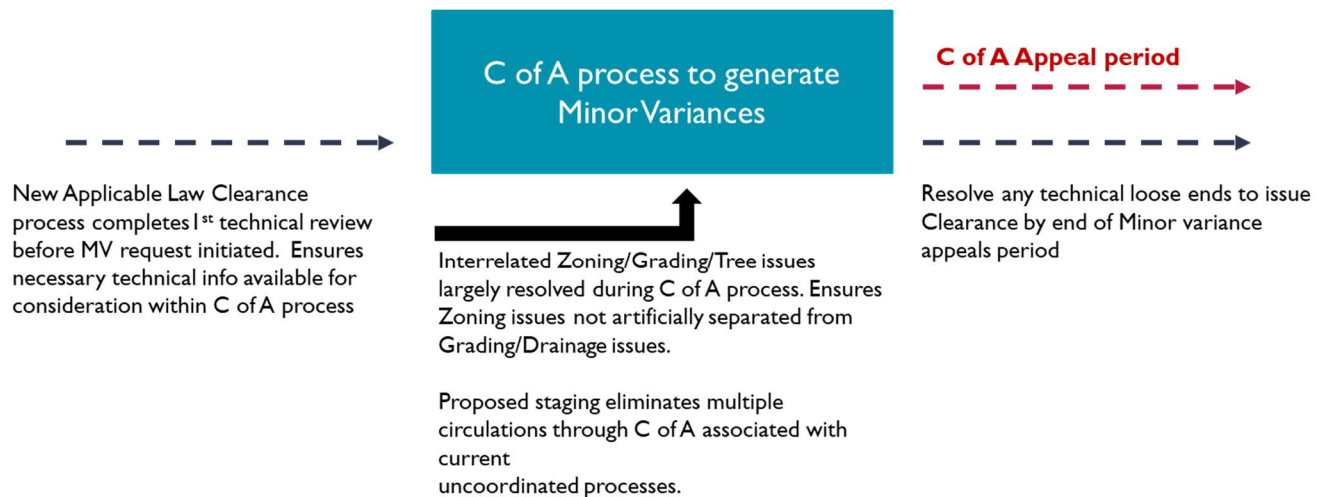 C of A process to generate
Minor Variances
C of A Appeal period
New Applicable Law Clearance
process completes 1st technical review
before MV request initiated.  Ensures
necessary technical info available for
consideration within C of A process
Interrelated Zoning/Grading/Tree issues
largely resolved during C of A process. Ensures
Zoning issues not artificially separated from
Grading/Drainage issues.
Proposed staging eliminates multiple
circulations through C of A associated with
current
uncoordinated processes.
Resolve any technical loose ends to issue
Clearance by end of Minor variance
appeals period